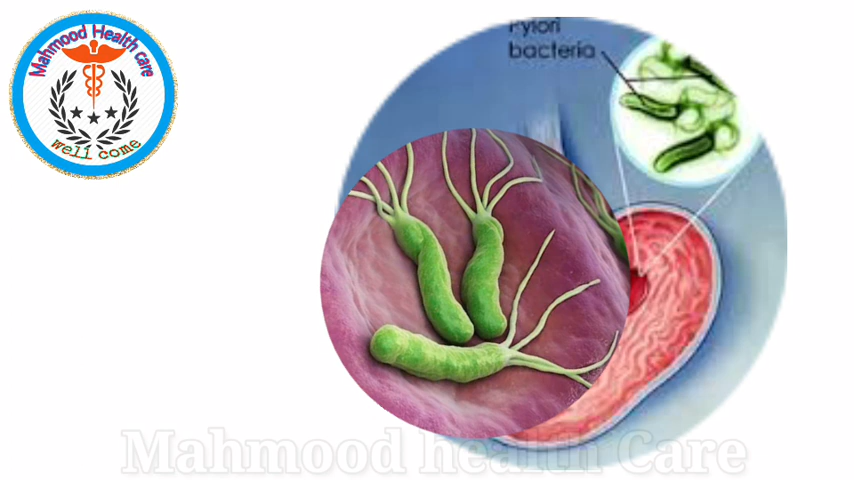 Mahmood Health care
well come
Pylori
bacteria
Mahmood health Care